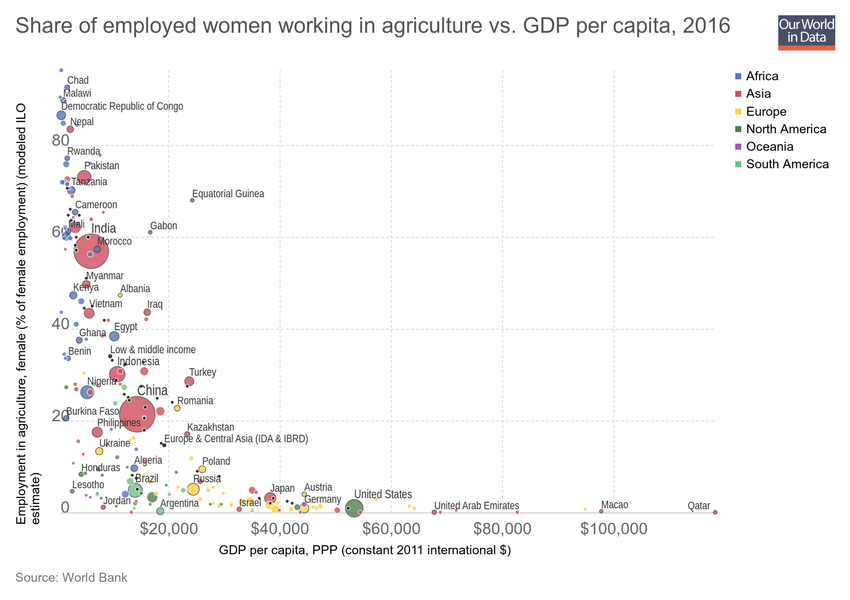 Share of employed women working in agriculture vs. GDP per capita, 2016
Our World
in Data
Employment in agriculture, female (% of female employment) (modeled ILO
estimate)
80
60
40
20
0
Chad
Malawi
Democratic Republic of Congo
Nepal
Rwanda
Pakistan
Tanzania
Equatorial Guinea
Cameroon
Mali
India
Gabon
Morocco
Myanmar
Kenya
Albania
Vietnam
Iraq
Ghana
Egypt
Benin
Low & middle income
Indonesia
Turkey
Nigeria
China
Romania
Burkina Faso
Philippines
Kazakhstan
Europe & Central Asia (IDA & IBRD)
Ukraine
Algeria
Poland
Honduras
Brazil
Russia
Lesotho
Jordan
Argentina
Israel
Japan
Austria
Germany
United States
United Arab Emirates
Macao
Qatar
$20,000
$40,000
$60,000
$80,000
$100,000
GDP per capita, PPP (constant 2011 international $)
Africa
Asia
Europe
North America
Oceania
South America
Source: World Bank